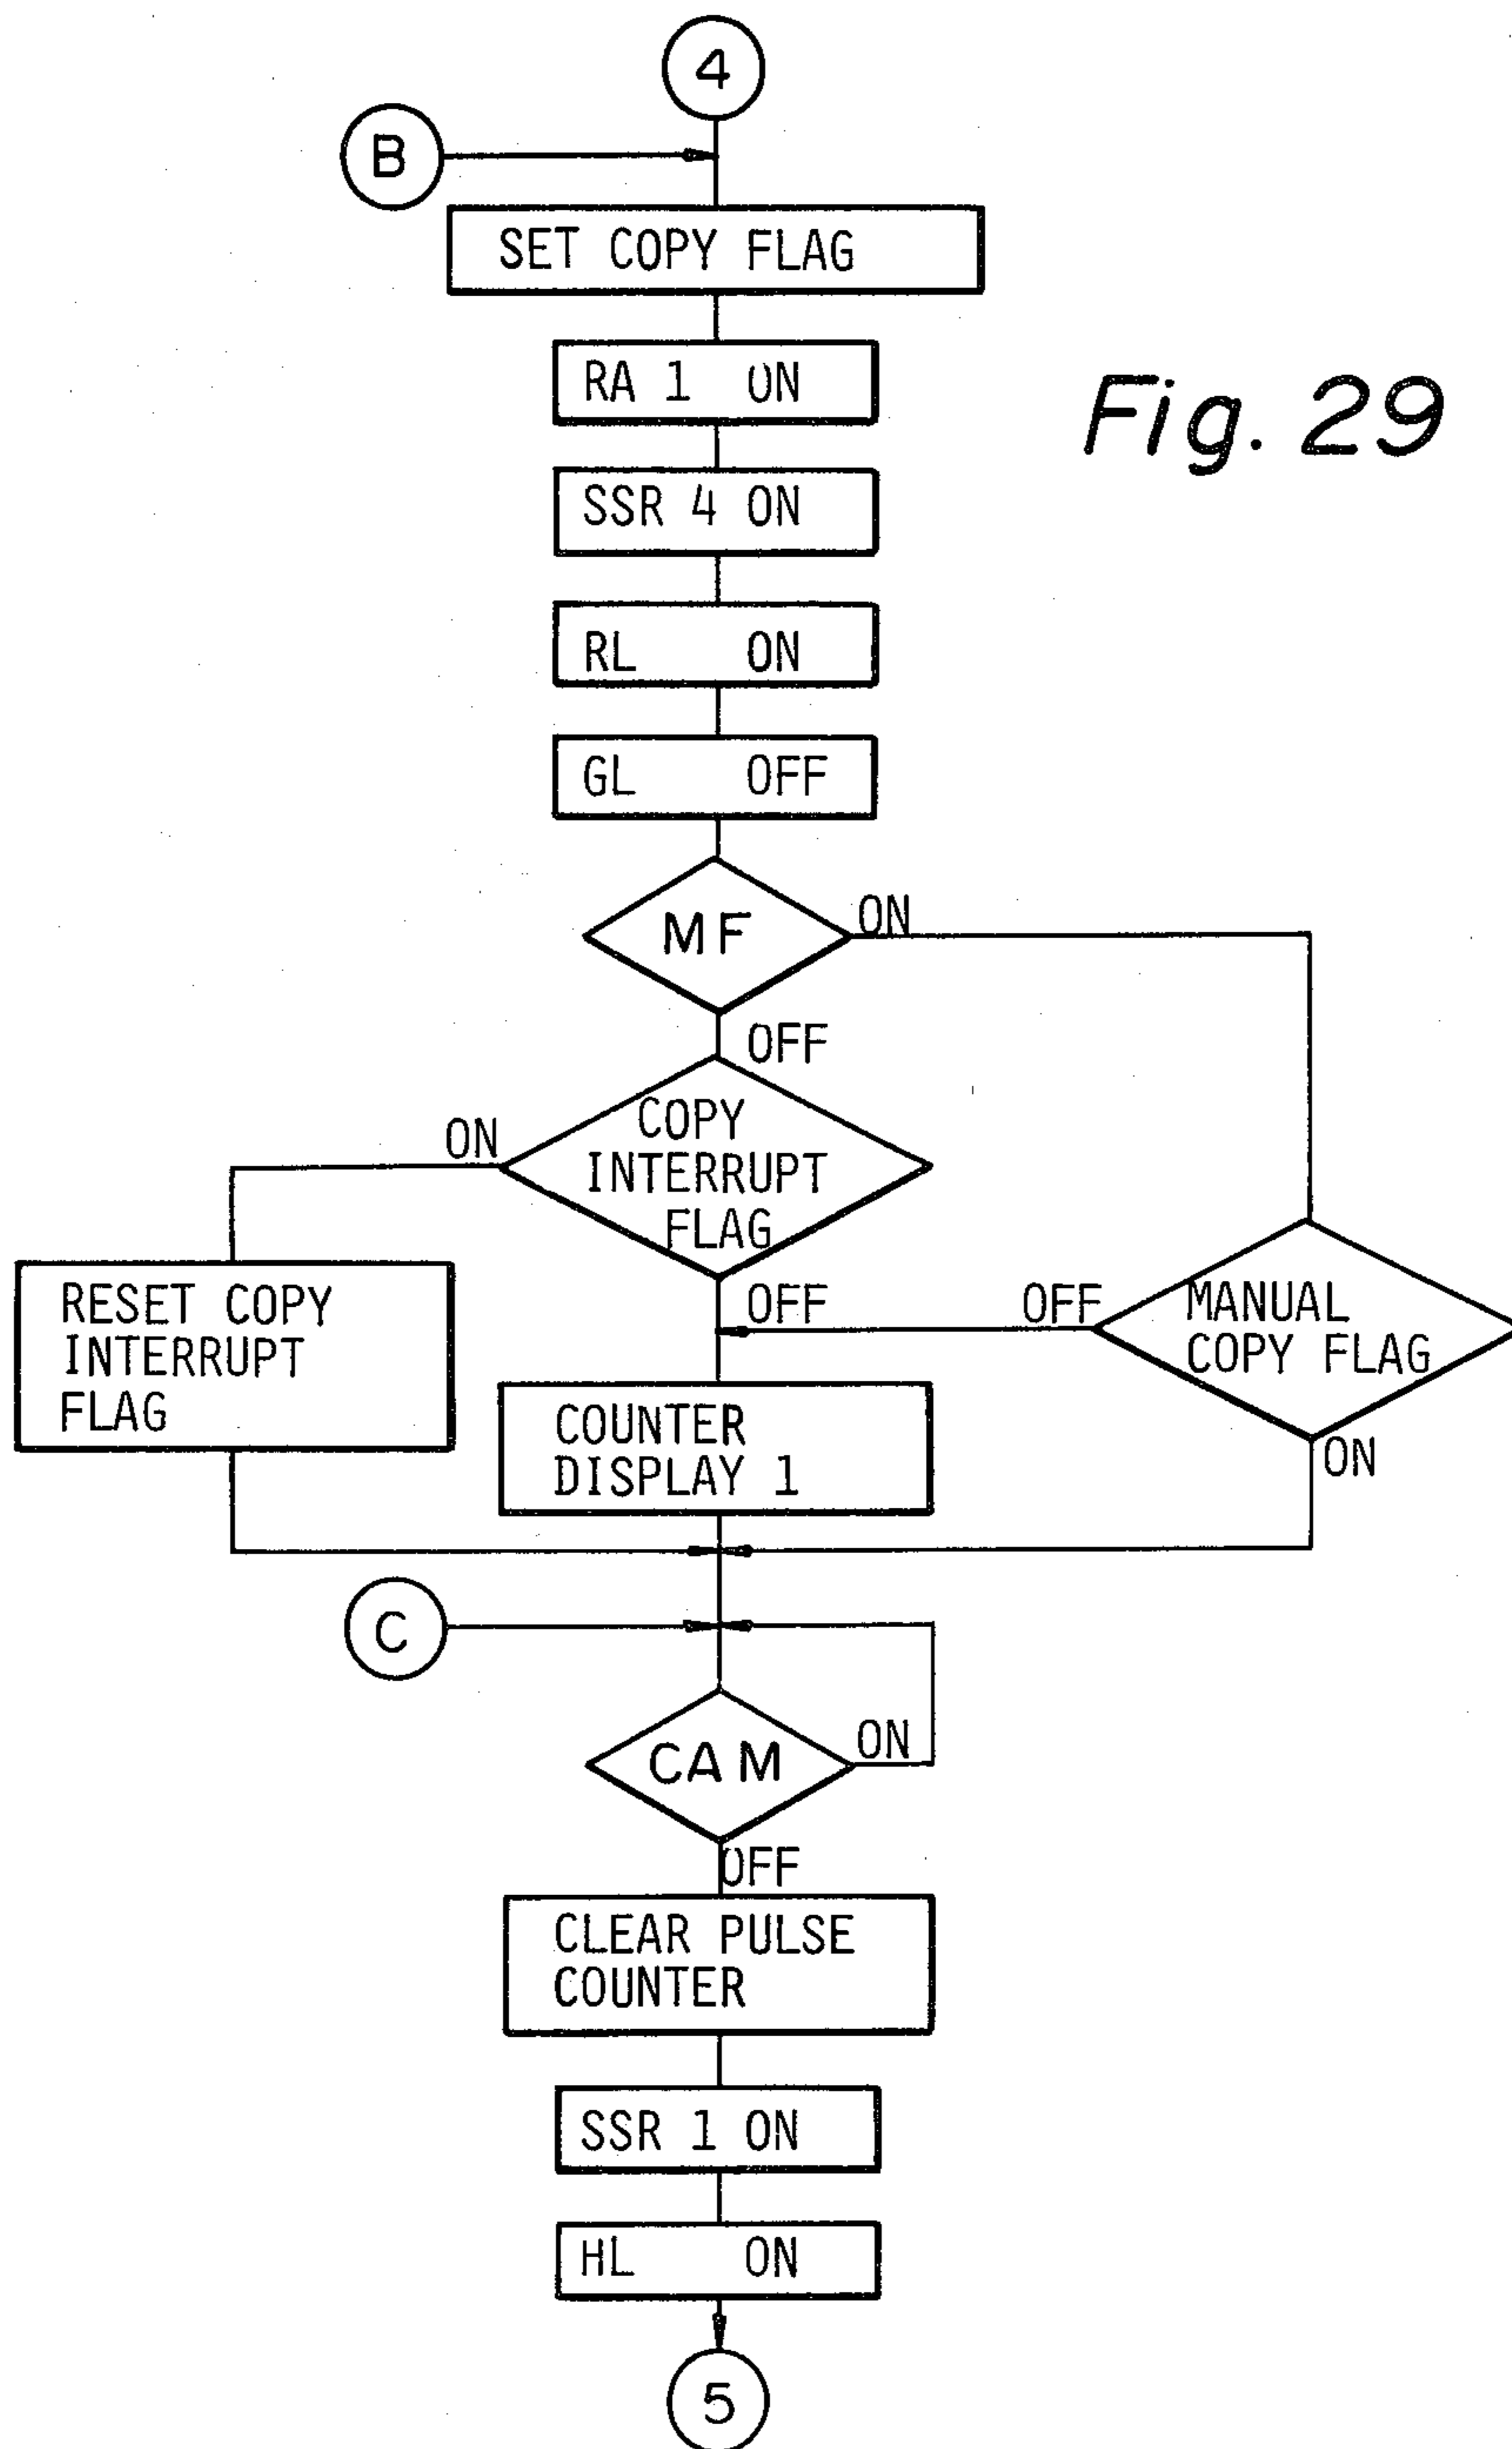 4
B
SET COPY FLAG
Fig. 29
RA 1 ON
SSR 4 ON
RL ON
GL OFF
MF
ON
OFF
COPY
INTERRUPT
FLAG
ON
OFF
RESET COPY
INTERRUPT
FLAG
OFF
MANUAL
COPY FLAG
ON
COUNTER
DISPLAY 1
C
CAM
ON
OFF
CLEAR PULSE
COUNTER
SSR 1 ON
HL ON
5